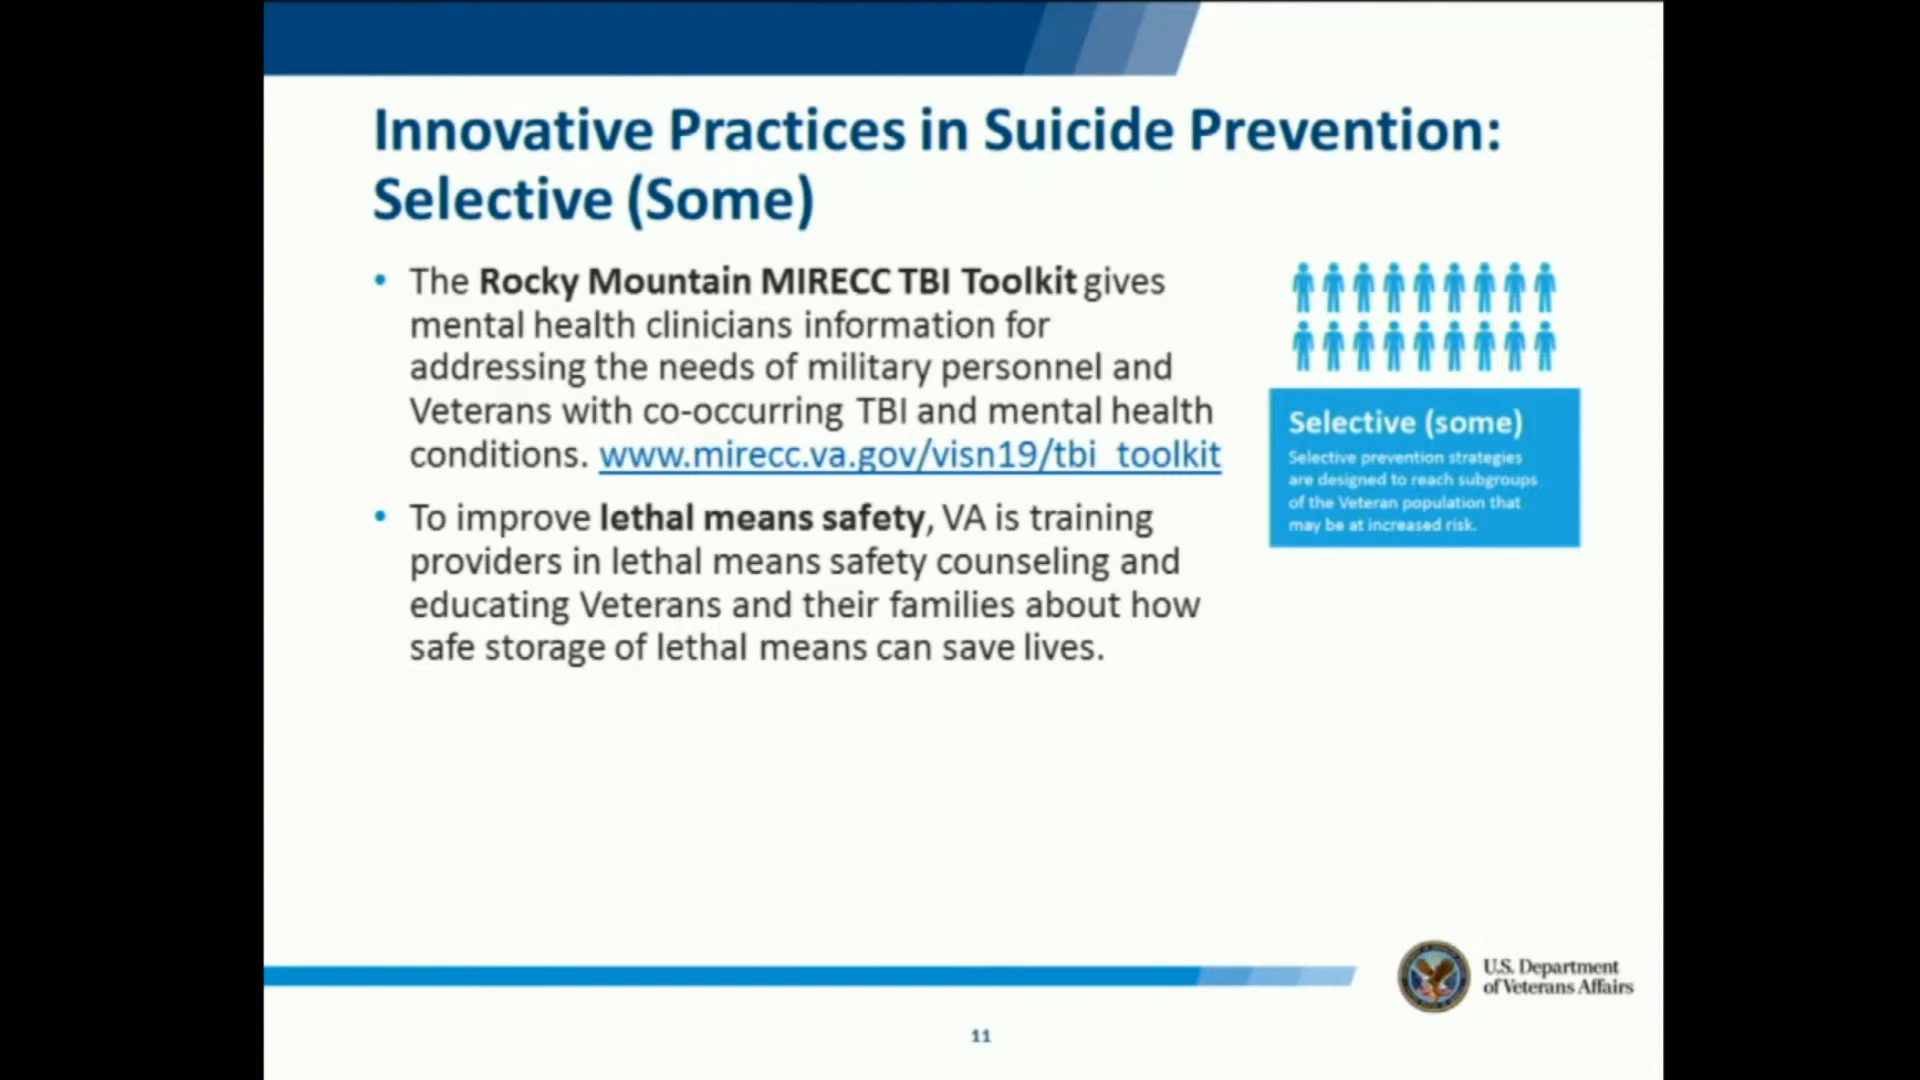 Innovative Practices in Suicide Prevention:
Selective (Some)
• The Rocky Mountain MIRECC TBI Toolkit gives
mental health clinicians information for
addressing the needs of military personnel and
Veterans with co-occurring TBI and mental health
conditions. www.mirecc.va.gov/visn19/tbi_toolkit
• To improve lethal means safety, VA is training
providers in lethal means safety counseling and
educating Veterans and their families about how
safe storage of lethal means can save lives.
Selective (some)
Selective prevention strategies
are designed to reach subgroups
of the Veteran population that
may be at increased risk.
U.S. Department
of Veterans Affairs
11